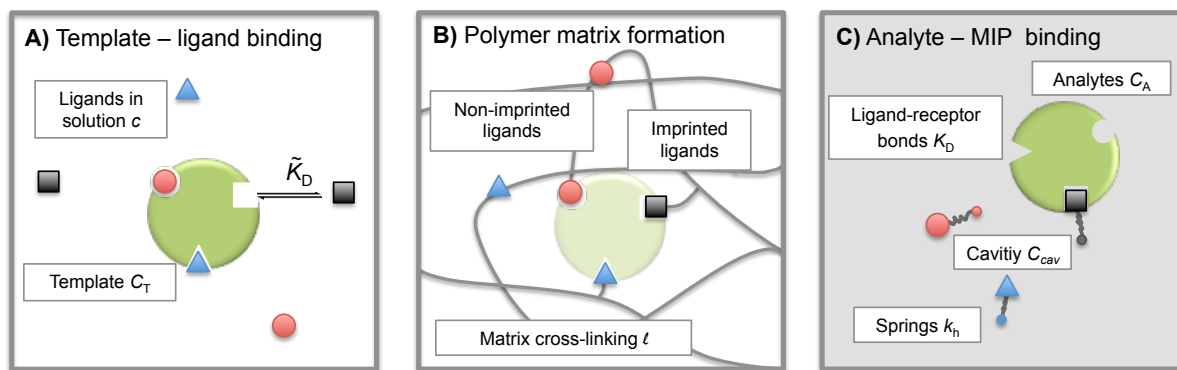 A) Template – ligand binding
Ligands in
solution c
K̃D
Template CT
B) Polymer matrix formation
Non-imprinted
ligands
Imprinted
ligands
Matrix cross-linking ℓ
C) Analyte – MIP binding
Analytes CA
Ligand-receptor
bonds KD
Cavitiy Ccav
Springs kh